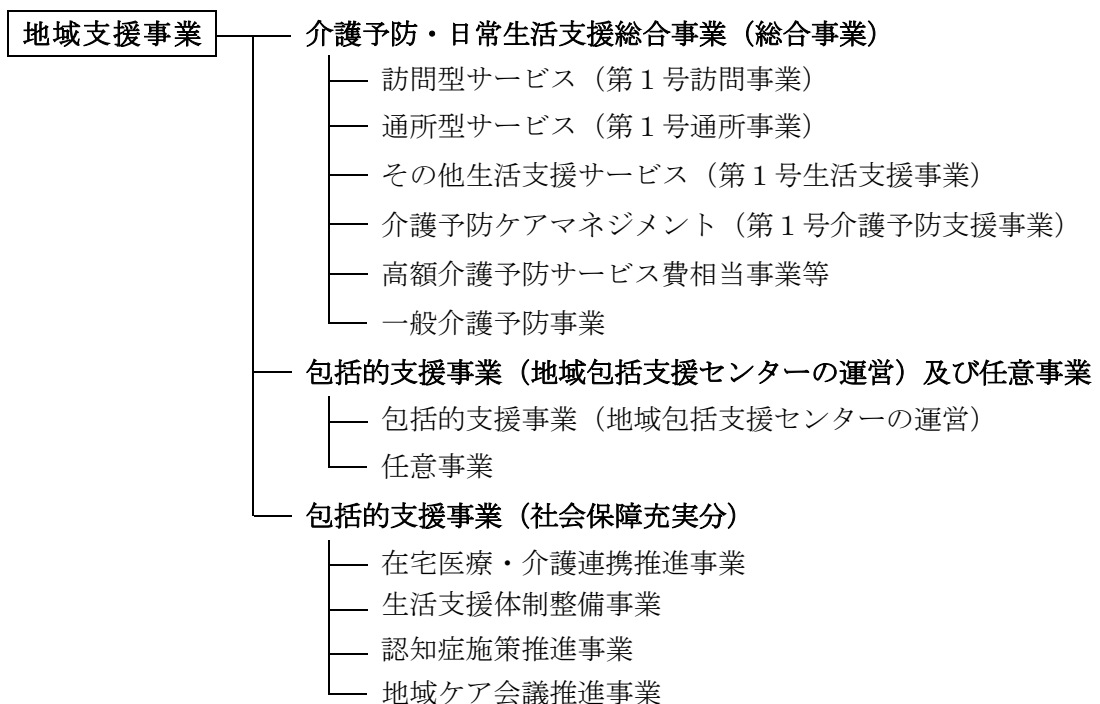 地域支援事業
介護予防・日常生活支援総合事業（総合事業）
訪問型サービス（第１号訪問事業）
通所型サービス（第１号通所事業）
その他生活支援サービス（第１号生活支援事業）
介護予防ケアマネジメント（第１号介護予防支援事業）
高額介護予防サービス費相当事業等
一般介護予防事業
包括的支援事業（地域包括支援センターの運営）及び任意事業
包括的支援事業（地域包括支援センターの運営）
任意事業
包括的支援事業（社会保障充実分）
在宅医療・介護連携推進事業
生活支援体制整備事業
認知症施策推進事業
地域ケア会議推進事業